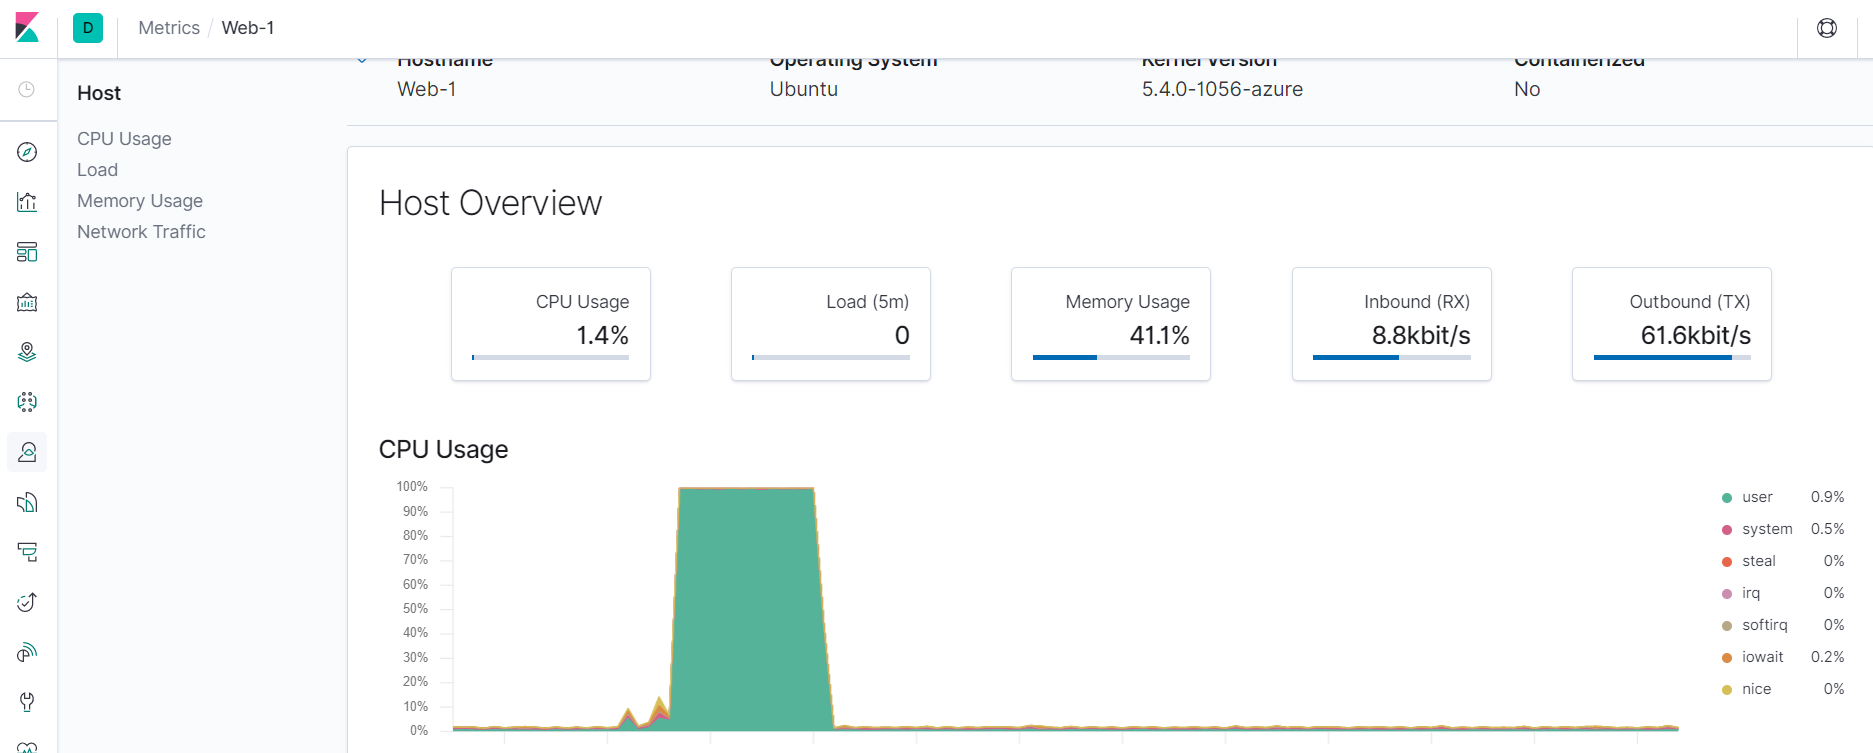 D Metrics / Web-1
Host
CPU Usage
Load
Memory Usage
Network Traffic
Hostname Operating System Kernel Version Containerized
Web-1 Ubuntu 5.4.0-1056-azure No
Host Overview
CPU Usage Load (5m) Memory Usage Inbound (RX) Outbound (TX)
1.4% 0 41.1% 8.8kbit/s 61.6kbit/s
CPU Usage
100%
90%
80%
70%
60%
50%
40%
30%
20%
10%
0%
user 0.9%
system 0.5%
steal 0%
irq 0%
softirq 0%
iowait 0.2%
nice 0%